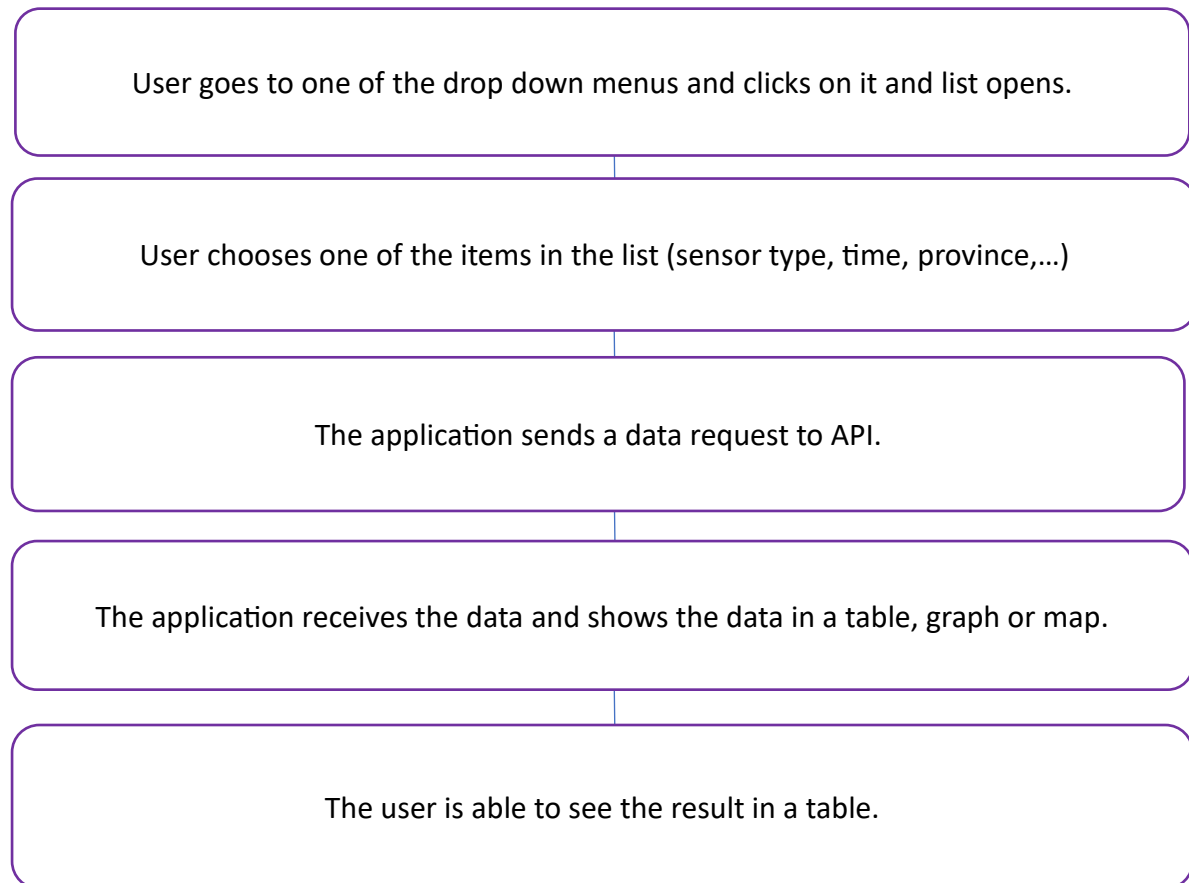 User goes to one of the drop down menus and clicks on it and list opens.
User chooses one of the items in the list (sensor type, time, province,...)
The application sends a data request to API.
The application receives the data and shows the data in a table, graph or map.
The user is able to see the result in a table.